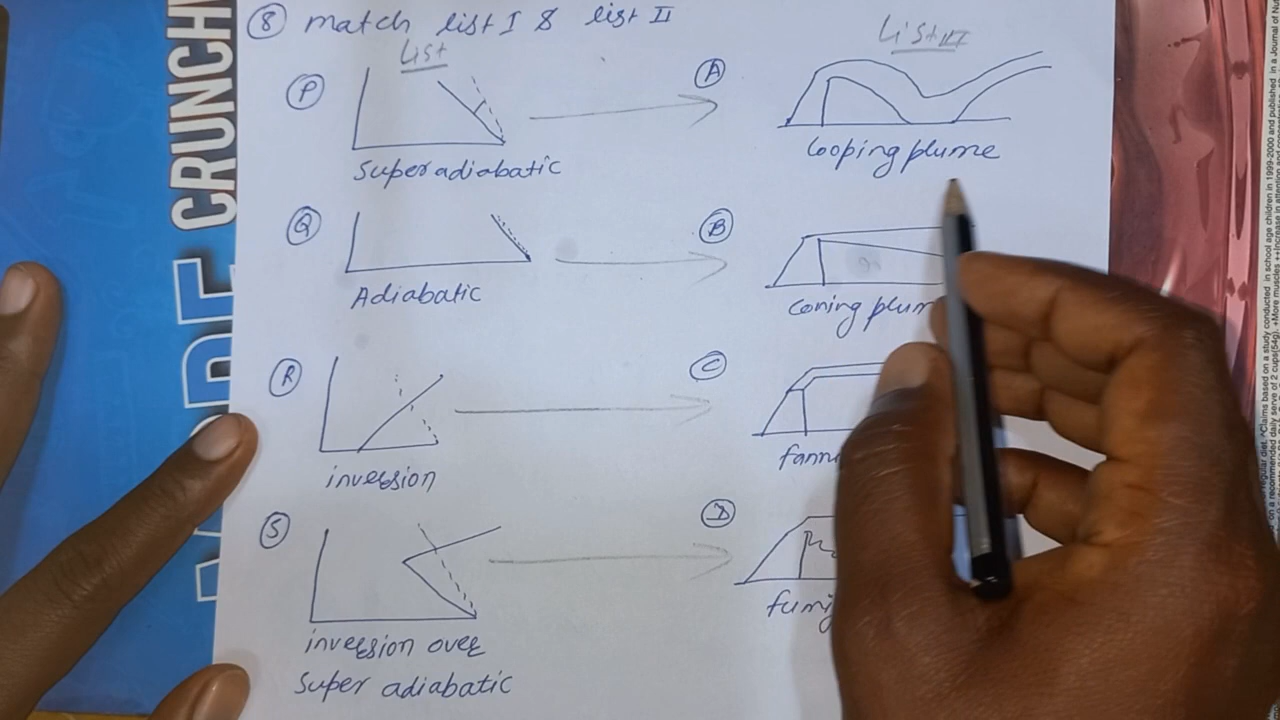 8 match list I & list II
List
List II
P
Super adiabatic
A
Looping plume
Q
Adiabatic
B
Coning plum
R
inversion
C
fann
S
inversion over
Super adiabatic
D
fumi
CRUNCH